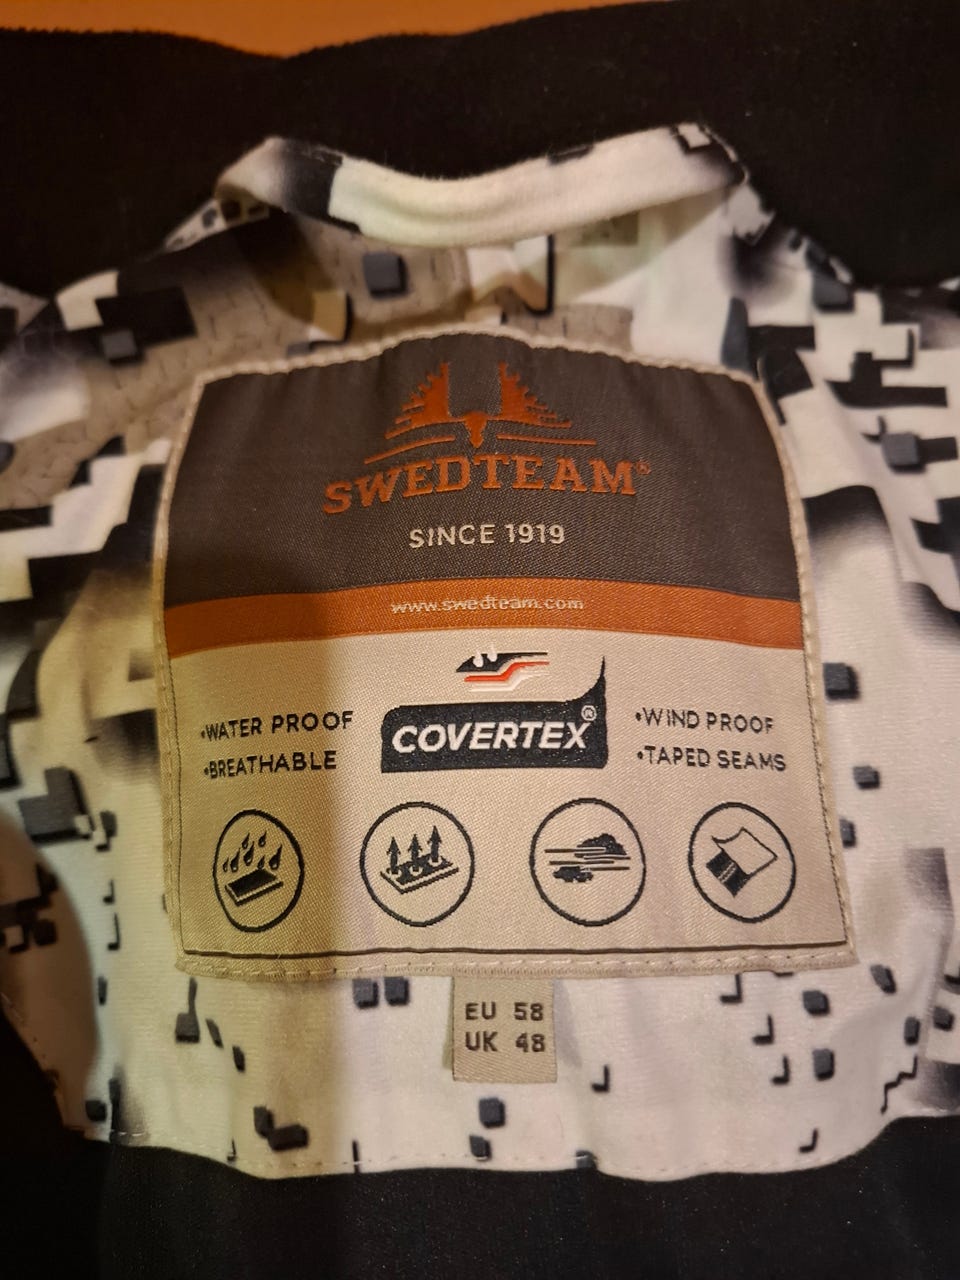 SWEDTEAM®
SINCE 1919
www.swedteam.com
•WATER PROOF
•BREATHABLE
COVERTEX®
•WIND PROOF
•TAPED SEAMS
EU 58
UK 48